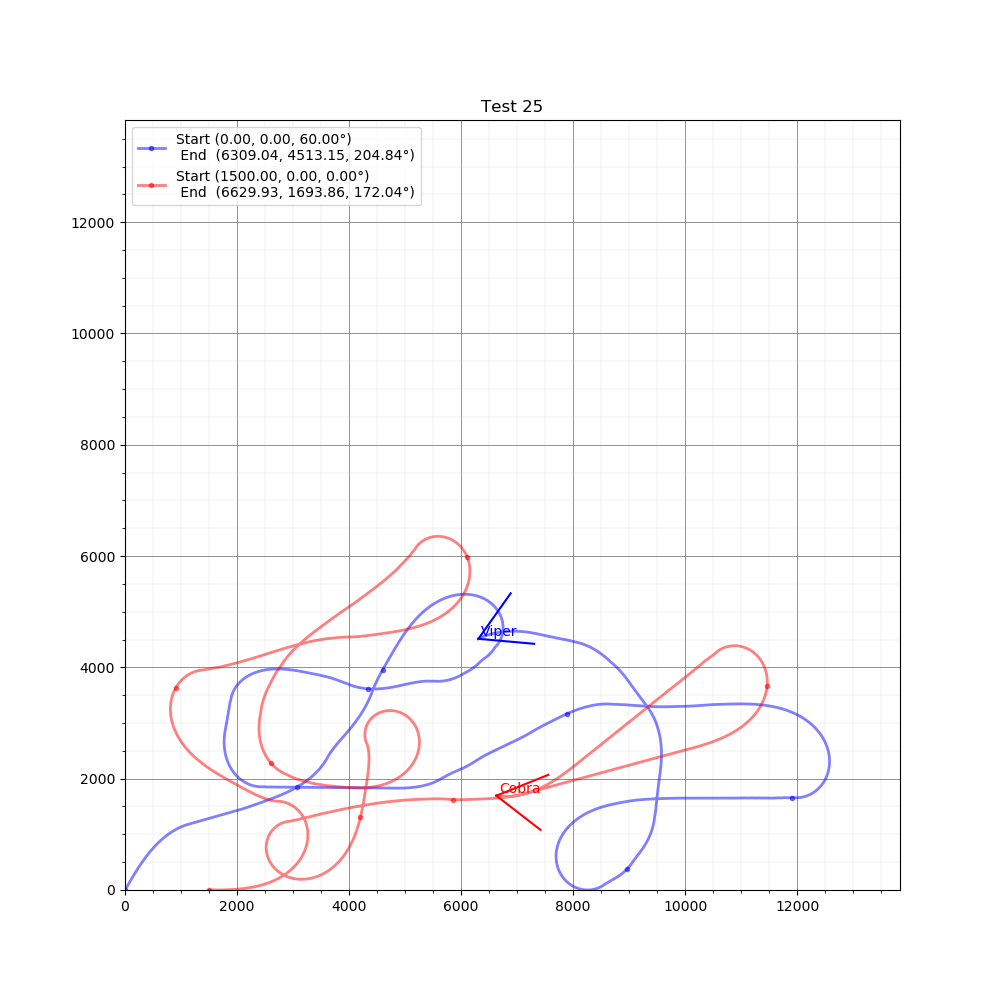 Test 25
Start (0.00, 0.00, 60.00°)
End (6309.04, 4513.15, 204.84°)
Start (1500.00, 0.00, 0.00°)
End (6629.93, 1693.86, 172.04°)
12000
10000
8000
6000
4000
2000
0
Viper
Cobra
0 2000 4000 6000 8000 10000 12000